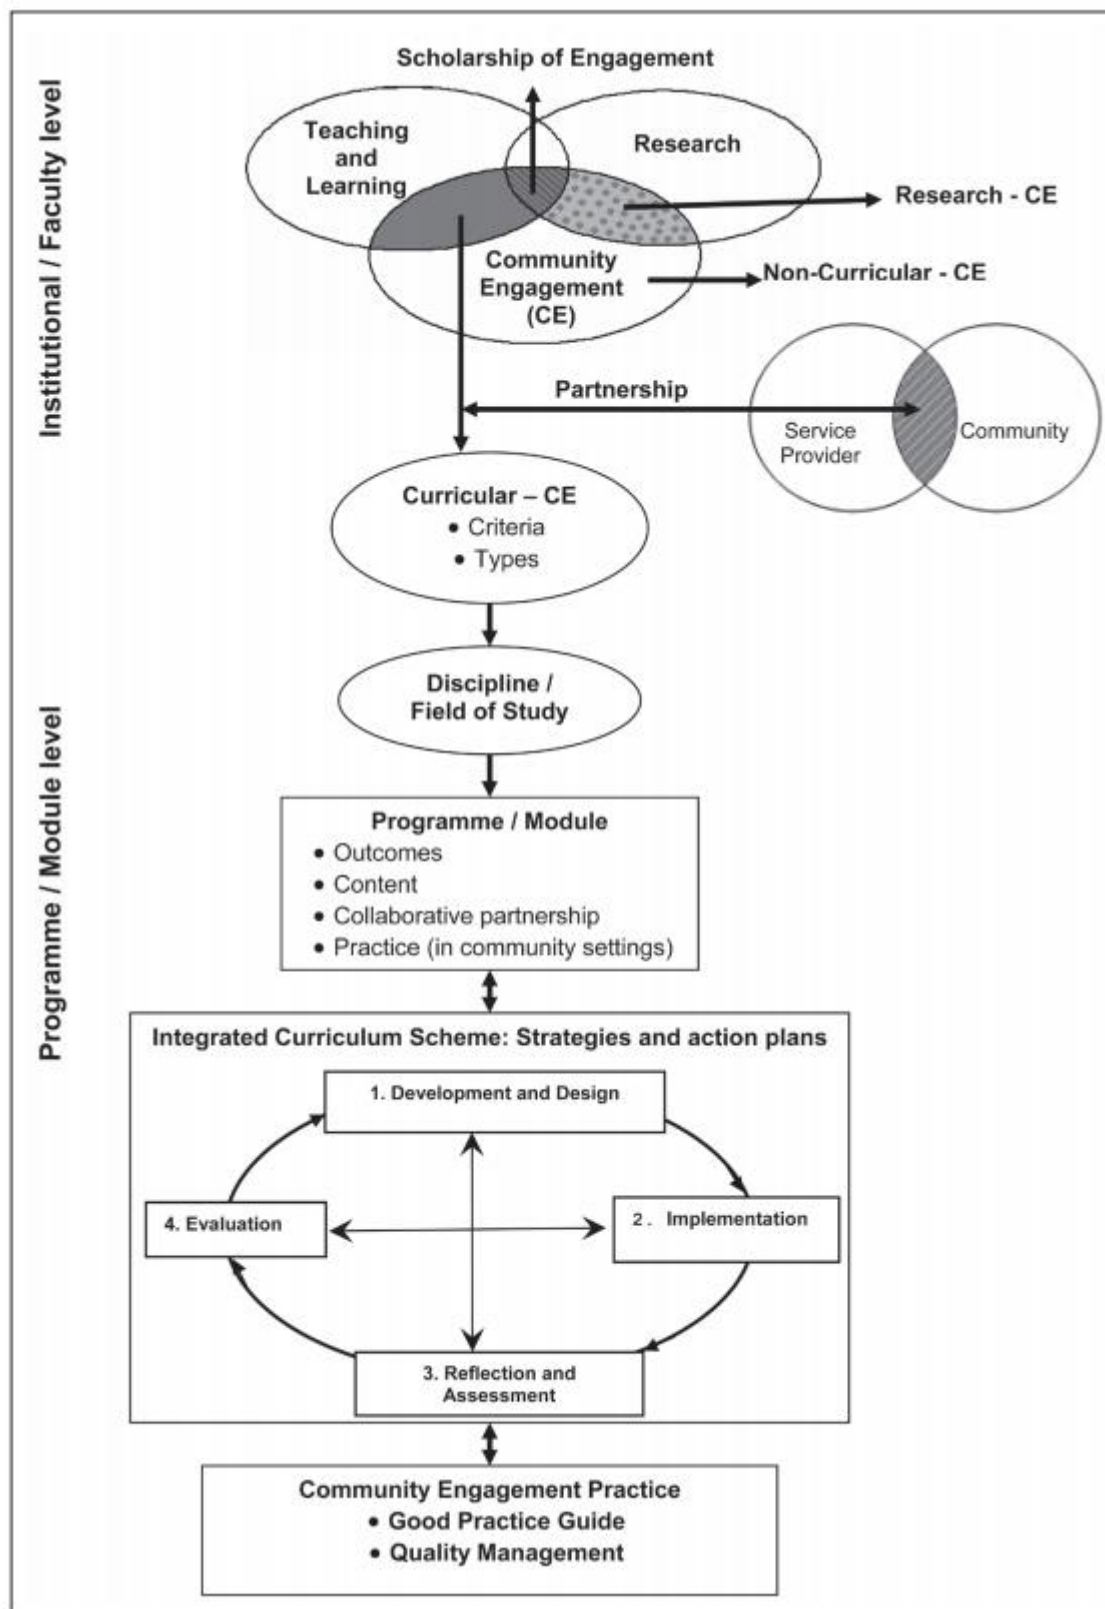 Institutional / Faculty level
Scholarship of Engagement
Teaching
and
Learning
Research
Research - CE
Community
Engagement
(CE)
Non-Curricular - CE
Partnership
Service
Provider
Community
Curricular – CE
• Criteria
• Types
Programme / Module level
Discipline /
Field of Study
Programme / Module
• Outcomes
• Content
• Collaborative partnership
• Practice (in community settings)
Integrated Curriculum Scheme: Strategies and action plans
1. Development and Design
4. Evaluation
2 . Implementation
3. Reflection and
Assessment
Community Engagement Practice
• Good Practice Guide
• Quality Management